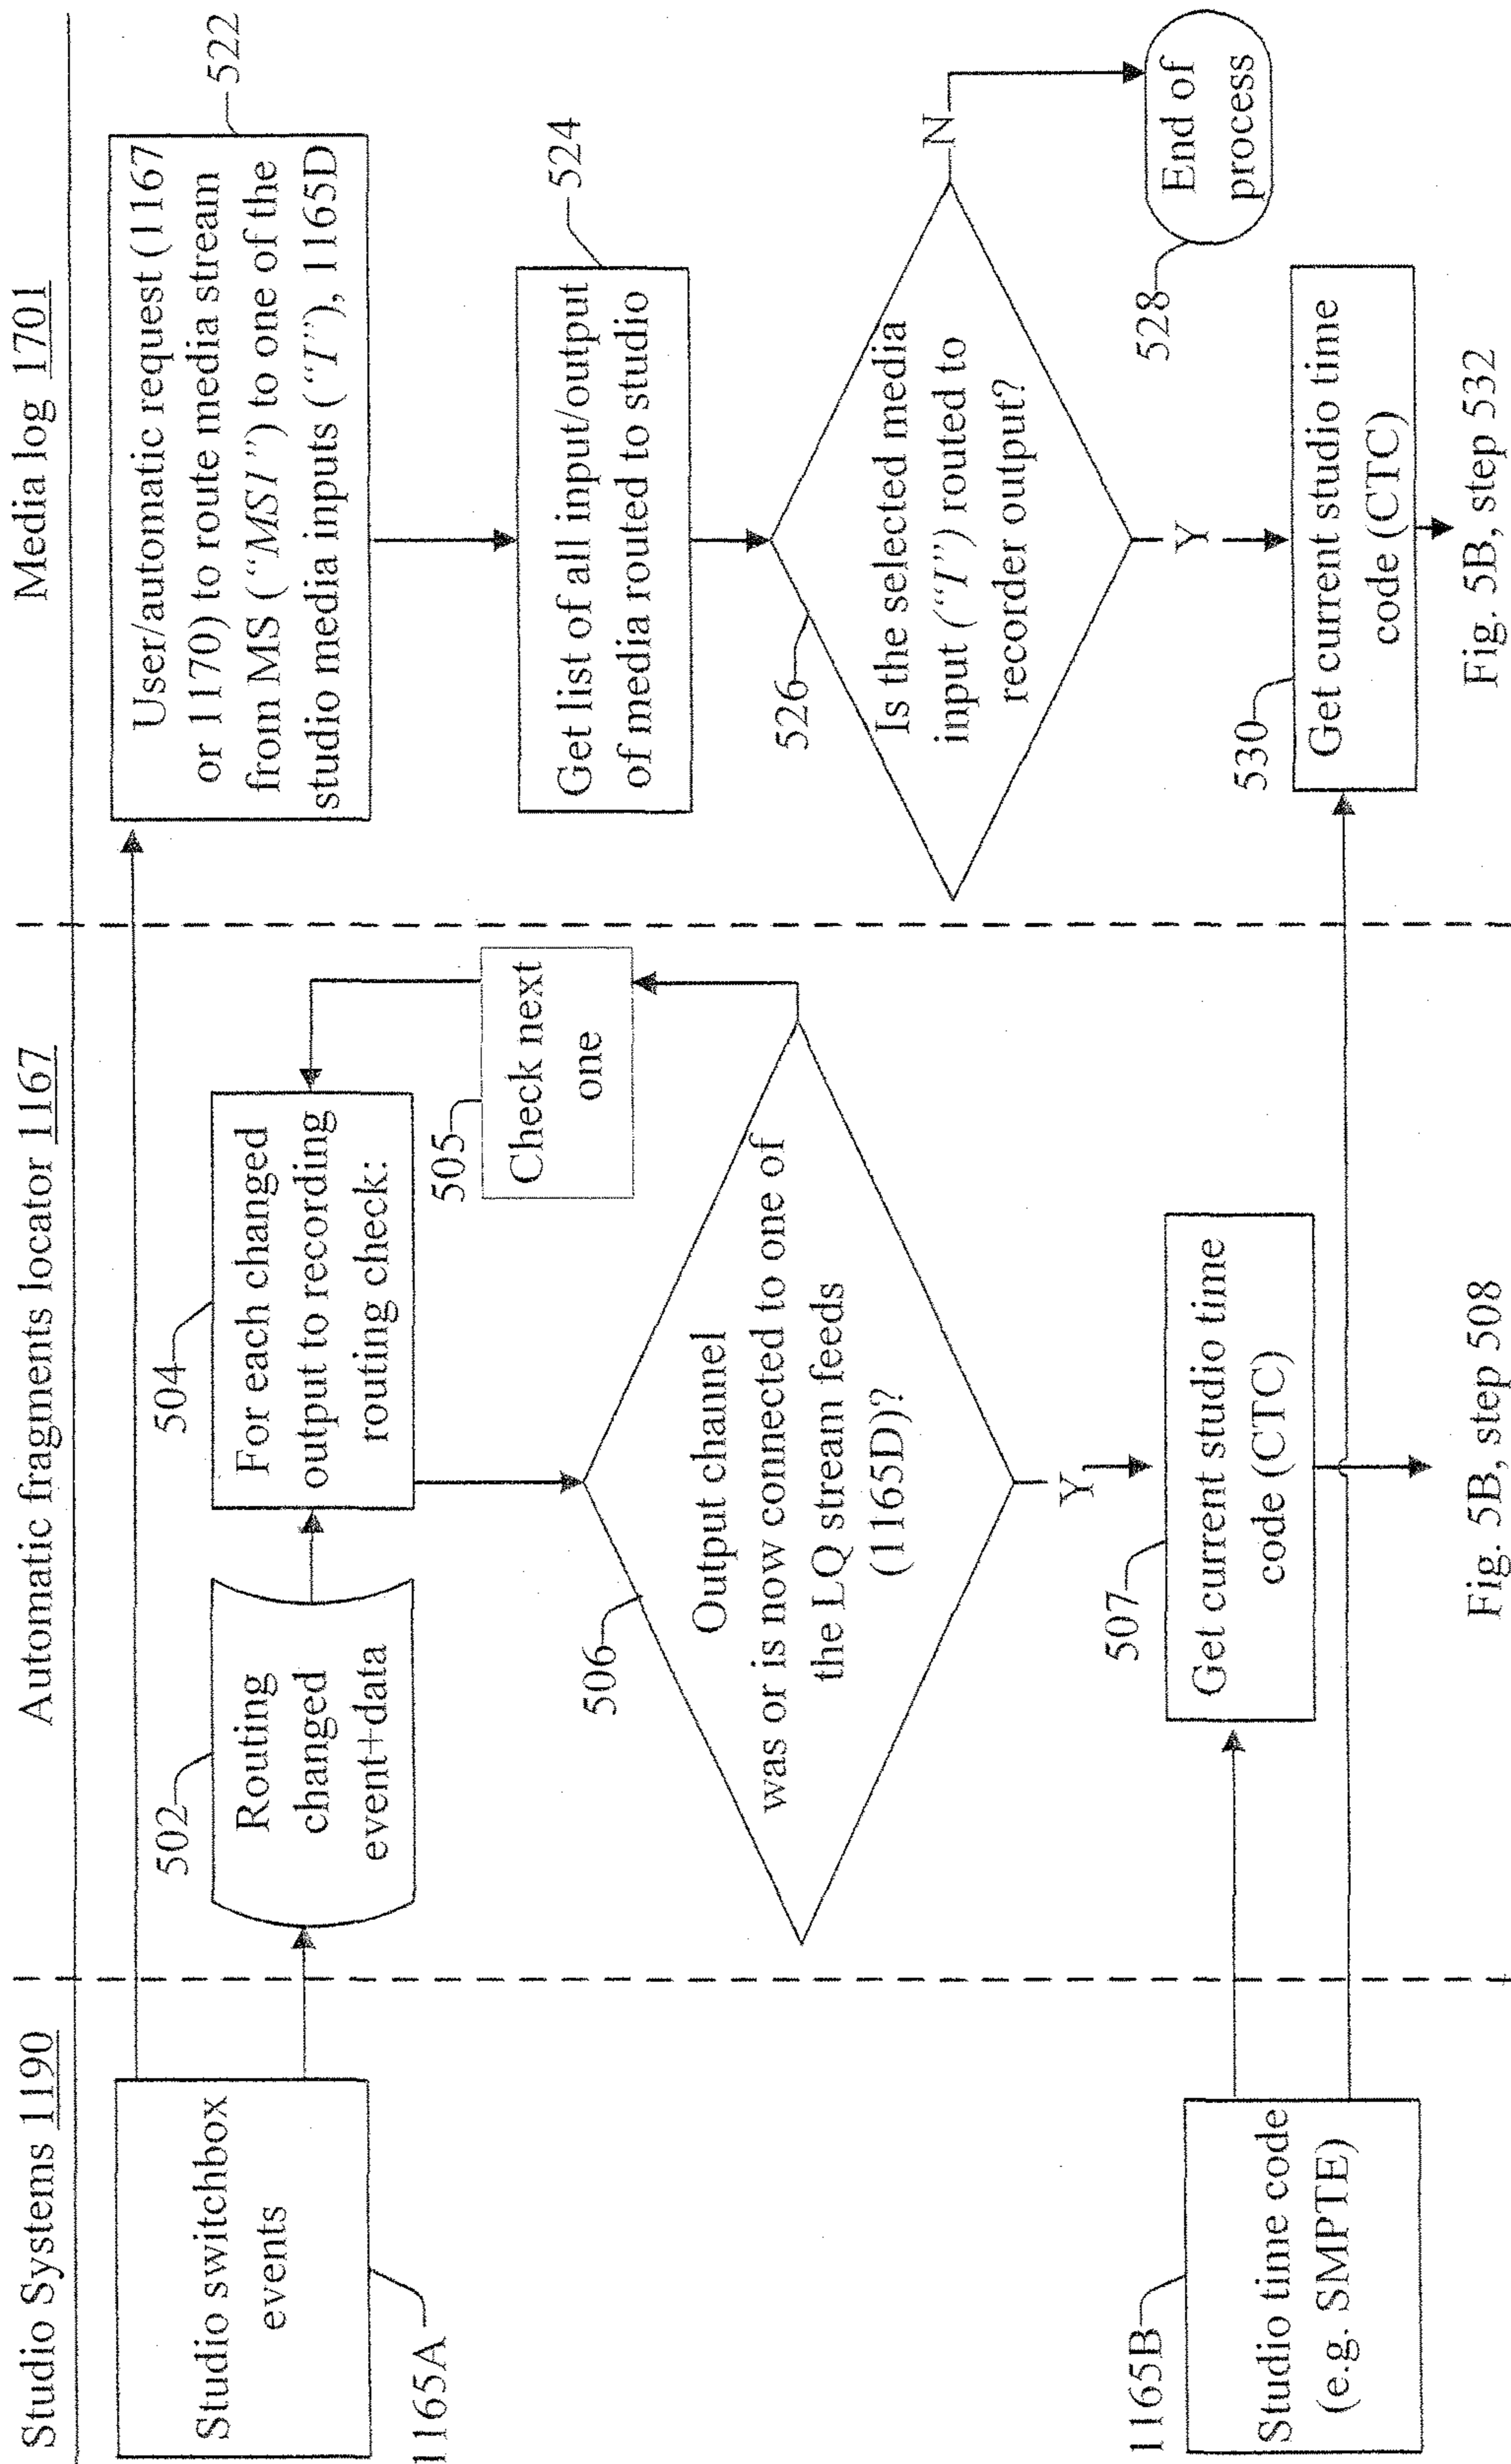 Studio Systems 1190
Automatic fragments locator 1167
Media log 1701
Studio switchbox
events
1165A
Studio time code
(e.g. SMPTE)
1165B
502
Routing
changed
event+data
504
For each changed
output to recording
routing check:
505
Check next
one
506
Output channel
was or is now connected to one of
the LQ stream feeds
(1165D)?
Y
507
Get current studio time
code (CTC)
Fig. 5B, step 508
User/automatic request (1167
or 1170) to route media stream
from MS ("MS1") to one of the
studio media inputs ("I"), 1165D
522
Get list of all input/output
of media routed to studio
524
526
Is the selected media
input ("I") routed to
recorder output?
N
End of
process
528
Y
530
Get current studio time
code (CTC)
Fig. 5B, step 532